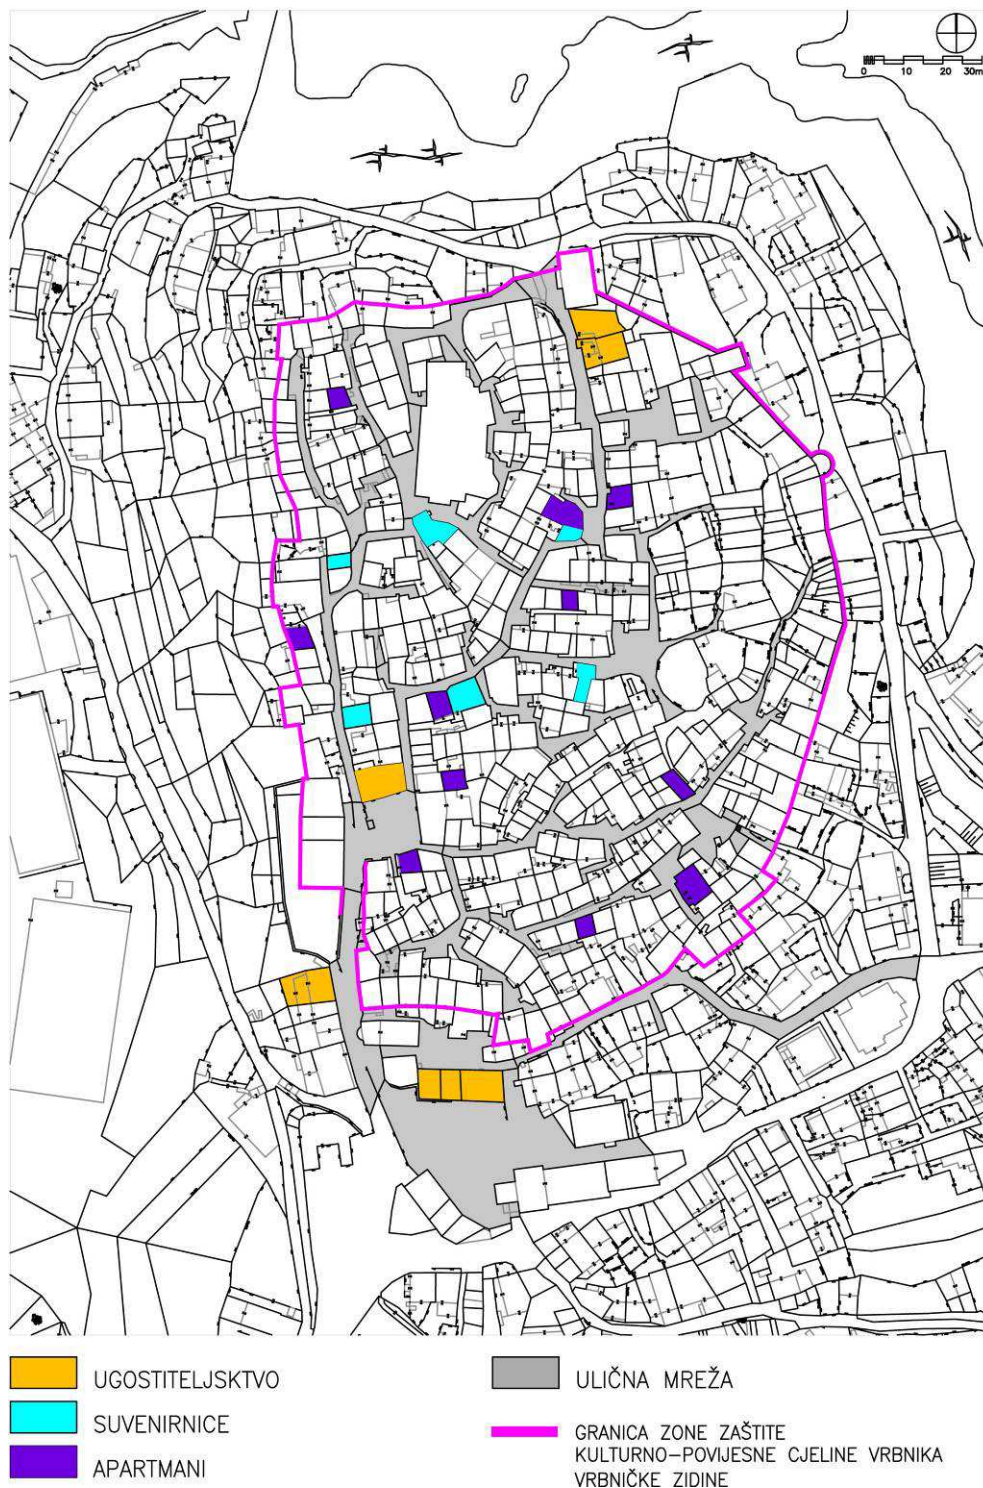 0 10 20 30m
UGOSTITELJSKTVO
SUVENIRNICE
APARTMANI
ULIČNA MREŽA
GRANICA ZONE ZAŠTITE
KULTURNO-POVIJESNE CJELINE VRBNIKA
VRBNIČKE ZIDINE